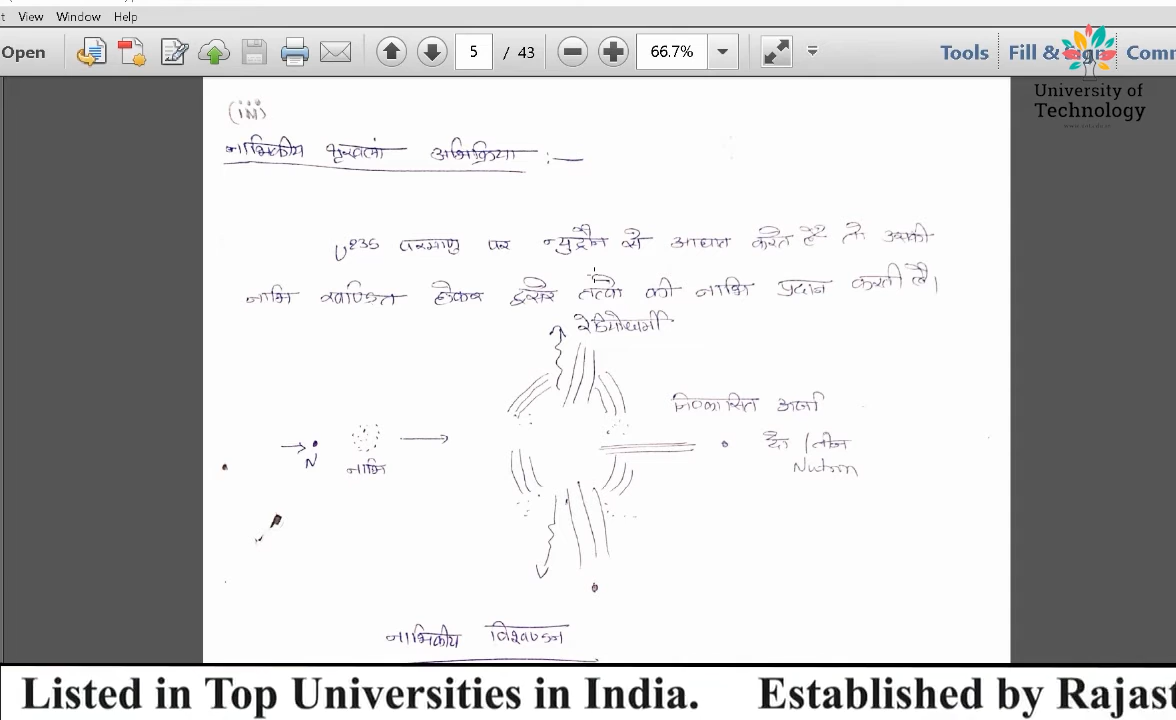 t View Window Help
Open 5 / 43 66.7% Tools Fill & Sign Comm
University of
Technology
(iii)
नाभिकीय श्रृंखला अभिक्रिया :—
U235 परमाणु पर न्युट्रौन से आघात करते हैं तो उसकी
नाभि खण्डित होकर दूसरे तत्वो की नाभि प्रदान करती है।
रेडियोधर्मी
निष्कासित ऊर्जा
N नाभि दो / तीन
Nutron
नाभिकीय विखण्डन
Listed in Top Universities in India. Established by Rajast